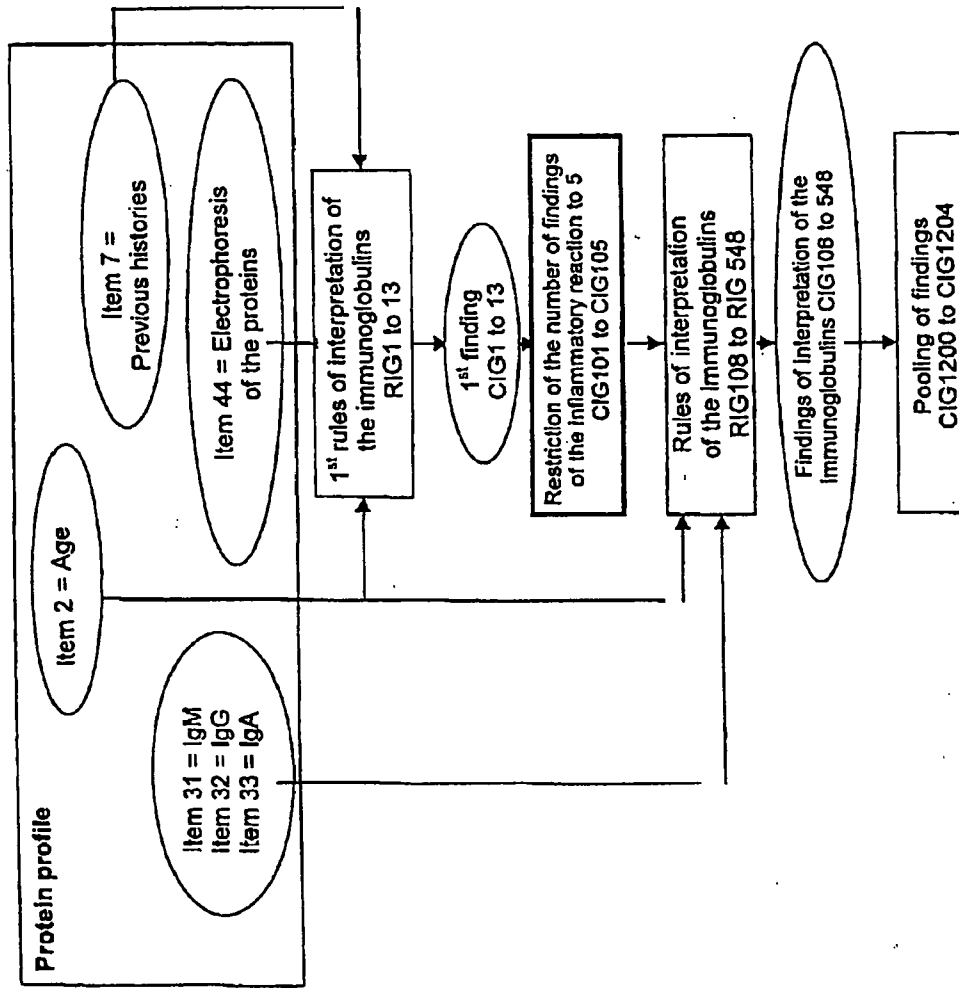 Protein profile
Item 2 = Age
Item 7 =
Previous histories
Item 31 = IgM
Item 32 = IgG
Item 33 = IgA
Item 44 = Electrophoresis
of the proteins
1st rules of interpretation of
the immunoglobulins
RIG1 to 13
1st finding
CIG1 to 13
Restriction of the number of findings
of the inflammatory reaction to 5
CIG101 to CIG105
Rules of interpretation
of the Immunoglobulins
RIG108 to RIG 548
Findings of Interpretation of the
Immunoglobulins CIG108 to 548
Pooling of findings
CIG1200 to CIG1204